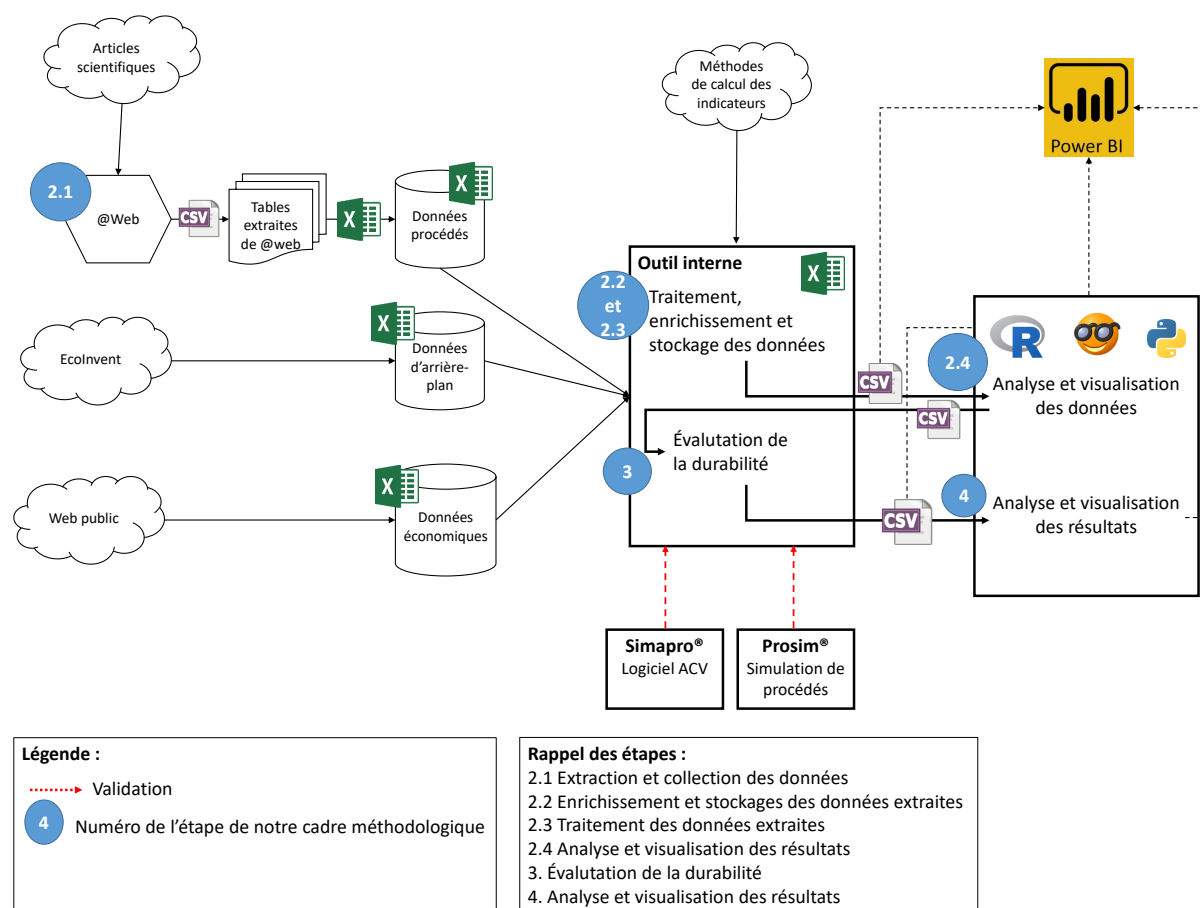 Articles
scientifiques
Méthodes
de calcul des
indicateurs
Power BI
2.1
@Web
CSV
Tables
extraites
de @web
X
X
Données
procédés
Outil interne
X
2.2
et
2.3
Traitement,
enrichissement et
stockage des données
EcoInvent
X
Données
d'arrière-
plan
R
2.4
CSV
Analyse et visualisation
des données
CSV
3
Évalutation de
la durabilité
Web public
X
Données
économiques
CSV
4
Analyse et visualisation
des résultats
Simapro®
Logiciel ACV
Prosim®
Simulation de
procédés
Légende :
Validation
4
Numéro de l'étape de notre cadre méthodologique
Rappel des étapes :
2.1 Extraction et collection des données
2.2 Enrichissement et stockages des données extraites
2.3 Traitement des données extraites
2.4 Analyse et visualisation des résultats
3. Évalutation de la durabilité
4. Analyse et visualisation des résultats